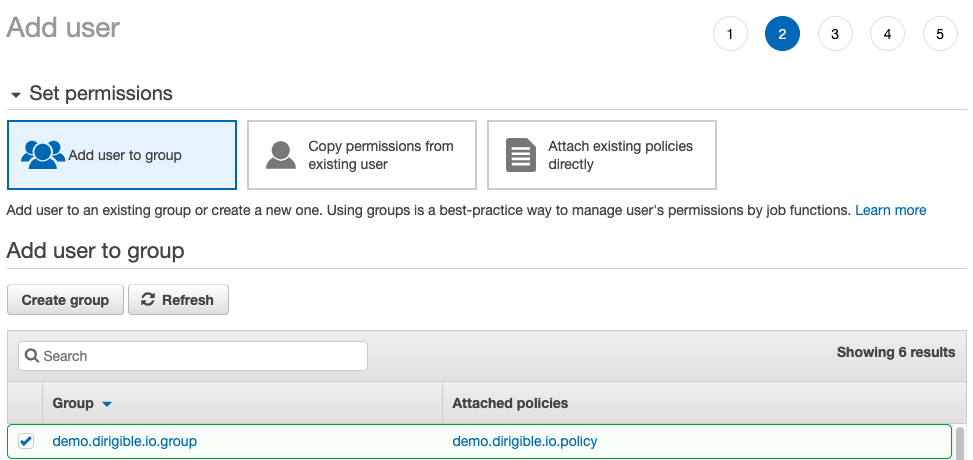 Add user
1 2 3 4 5
Set permissions
Add user to group
Copy permissions from
existing user
Attach existing policies
directly
Add user to an existing group or create a new one. Using groups is a best-practice way to manage user's permissions by job functions. Learn more
Add user to group
Create group Refresh
Search
Showing 6 results
Group Attached policies
demo.dirigible.io.group demo.dirigible.io.policy